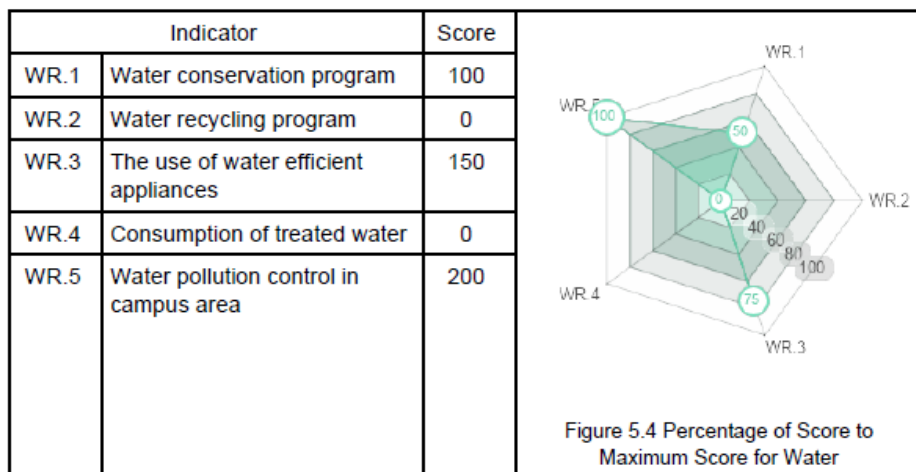 Indicator Score
WR.1 Water conservation program 100
WR.2 Water recycling program 0
WR.3 The use of water efficient 150
appliances
WR.4 Consumption of treated water 0
WR.5 Water pollution control in 200
campus area
WR.1
WR.5
100
50
WR.2
0
20
40
60
80
100
WR.4
75
WR.3
Figure 5.4 Percentage of Score to
Maximum Score for Water